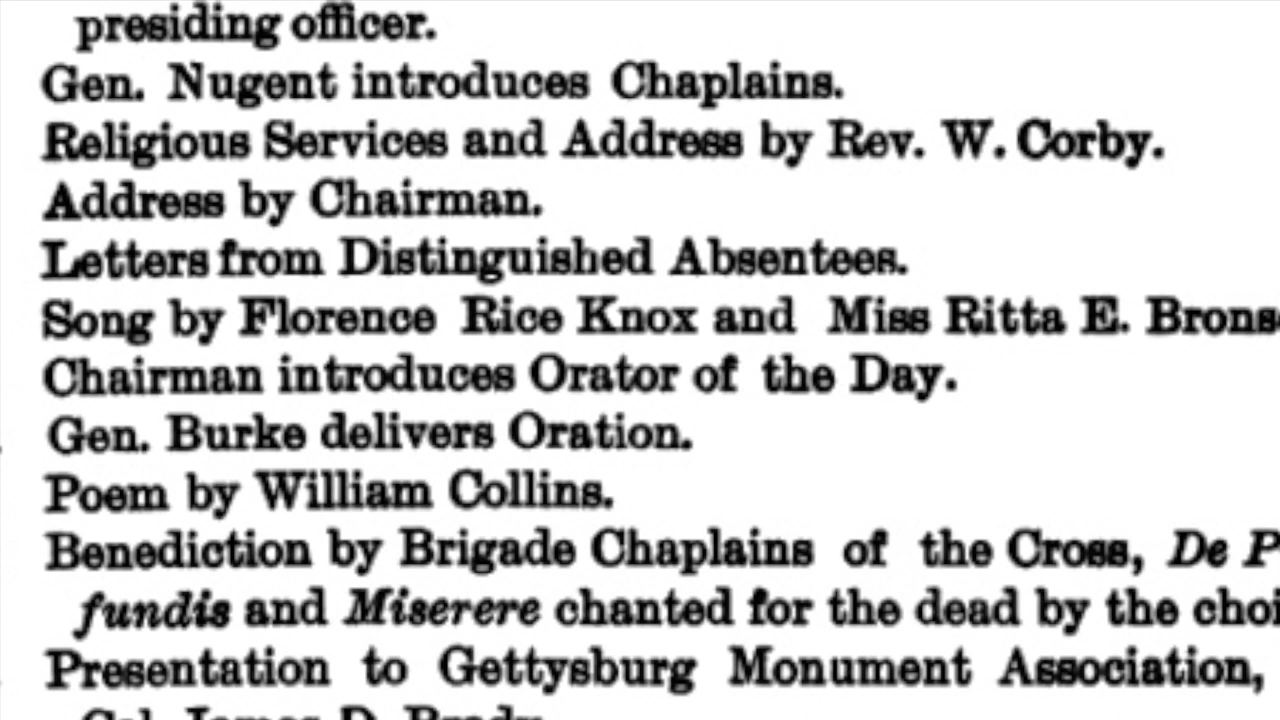 presiding officer.
Gen. Nugent introduces Chaplains.
Religious Services and Address by Rev. W. Corby.
Address by Chairman.
Letters from Distinguished Absentees.
Song by Florence Rice Knox and Miss Ritta E. Brons
Chairman introduces Orator of the Day.
Gen. Burke delivers Oration.
Poem by William Collins.
Benediction by Brigade Chaplains of the Cross, De P
fundis and Miserere chanted for the dead by the choi
Presentation to Gettysburg Monument Association,
Col. James D. Brady.